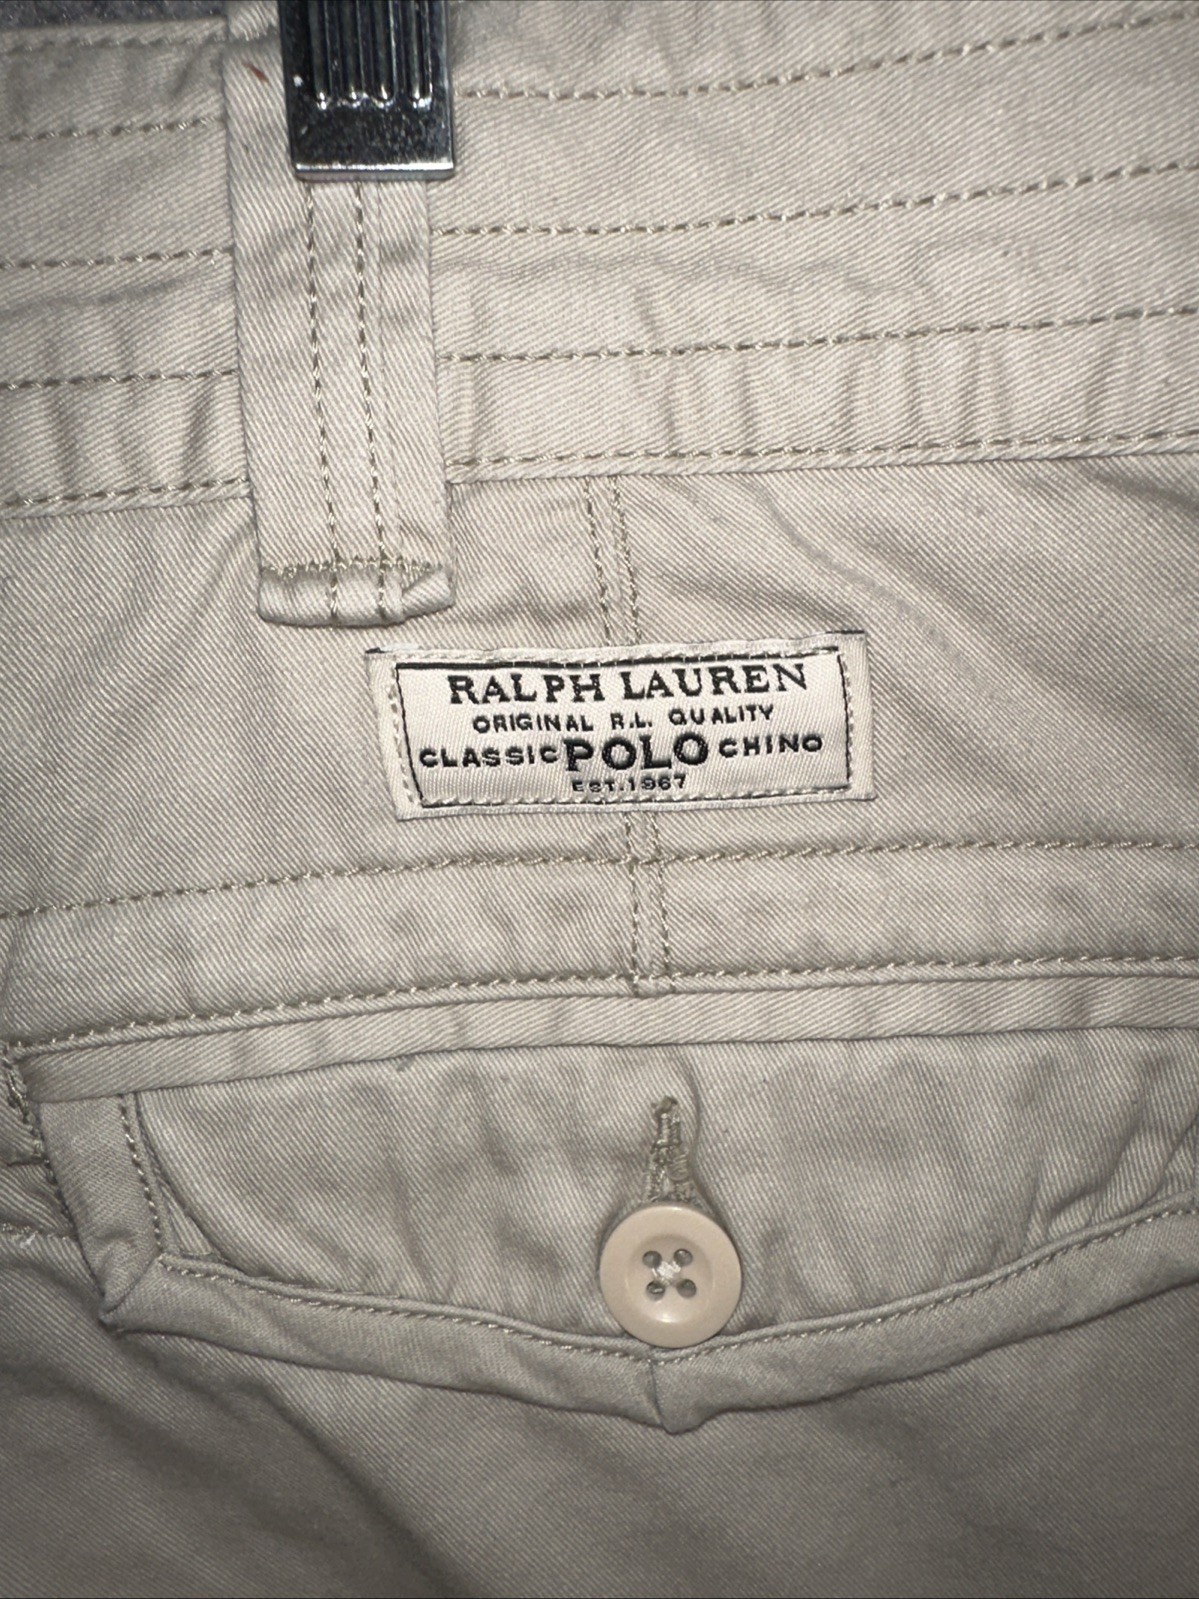 RALPH LAUREN
ORIGINAL R.L. QUALITY
CLASSIC POLO CHINO
EST. 1967